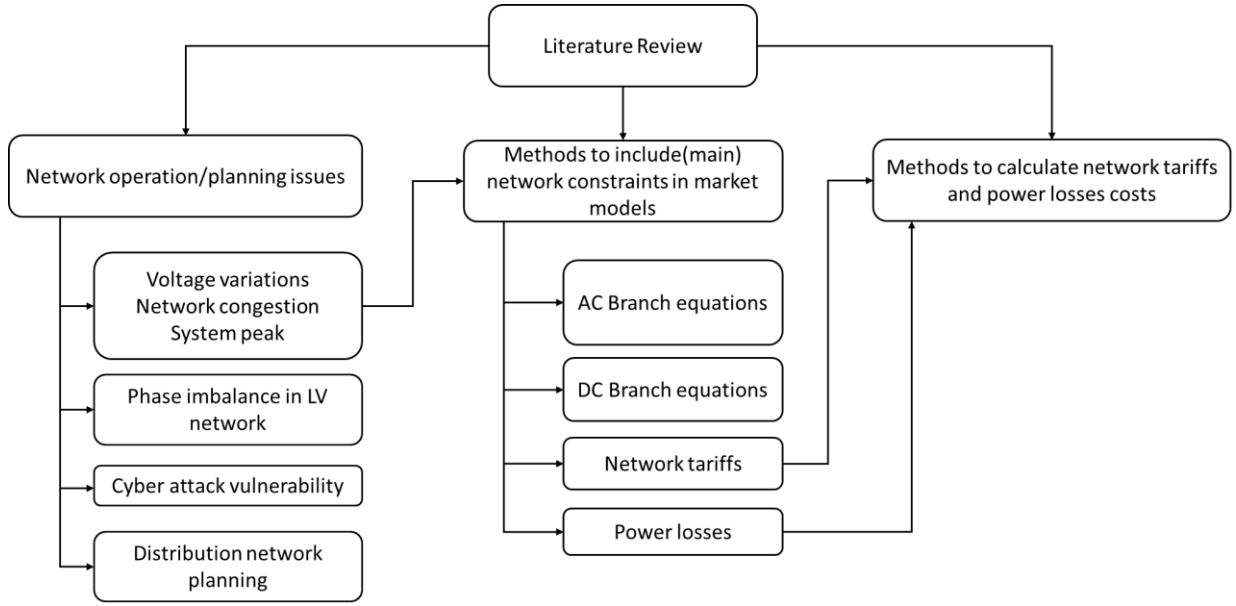 Literature Review
Network operation/planning issues
Voltage variations
Network congestion
System peak
Phase imbalance in LV
network
Cyber attack vulnerability
Distribution network
planning
Methods to include(main)
network constraints in market
models
AC Branch equations
DC Branch equations
Network tariffs
Power losses
Methods to calculate network tariffs
and power losses costs